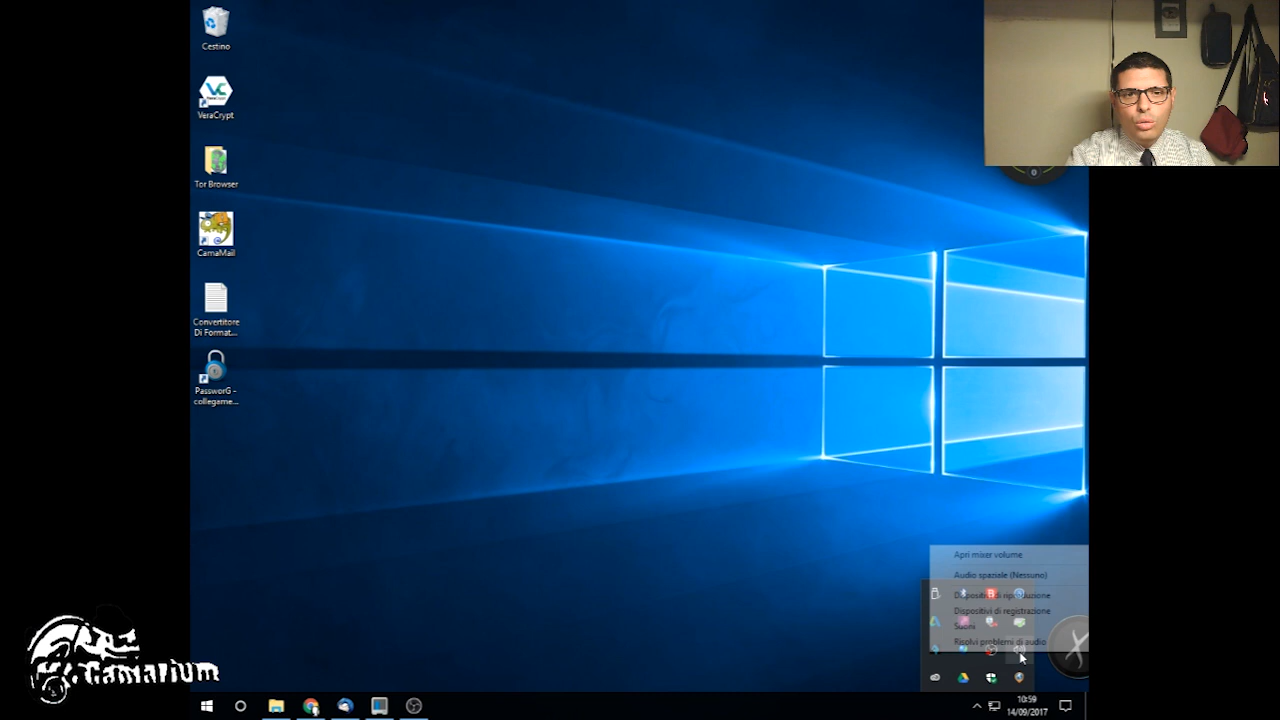 Cestino
VeraCrypt
Tor Browser
CamaMail
Convertitore
Di Format...
PassworG -
collegame...
Apri mixer volume
Audio spaziale (Nessuno)
Dispositivi di riproduzione
Dispositivi di registrazione
Suoni
Risolvi problemi di audio
Camarium
10:59
14/09/2017